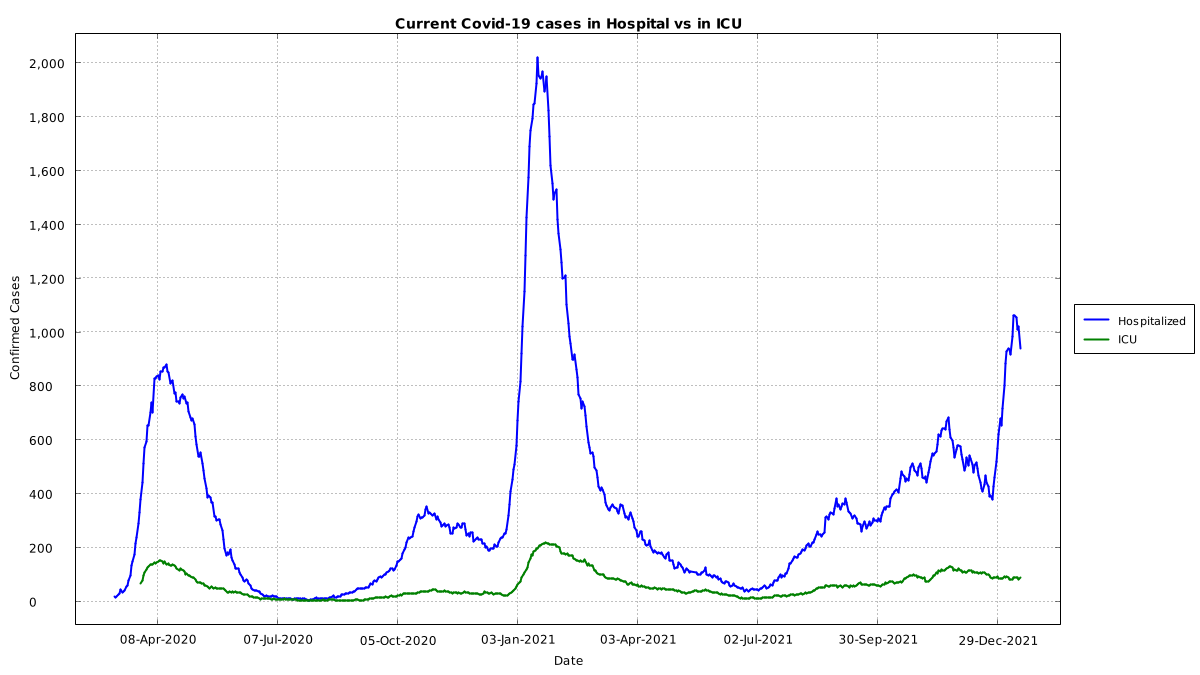 Current Covid-19 cases in Hospital vs in ICU
2,000
1,800
1,600
1,400
1,200
1,000
800
600
400
200
0
Confirmed Cases
08-Apr-2020 07-Jul-2020 05-Oct-2020 03-Jan-2021 03-Apr-2021 02-Jul-2021 30-Sep-2021 29-Dec-2021
Date
Hospitalized
ICU